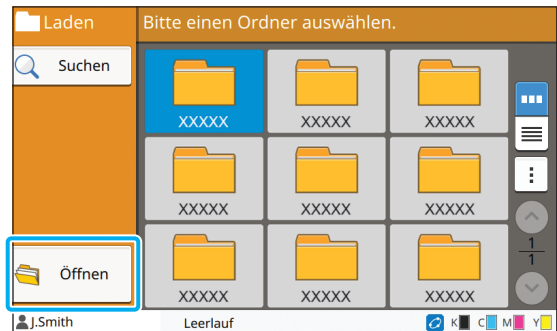 Laden
Bitte einen Ordner auswählen.
Suchen
XXXXX XXXXX XXXXX
XXXXX XXXXX XXXXX
XXXXX XXXXX XXXXX
Öffnen
1
1
J.Smith Leerlauf K C M Y